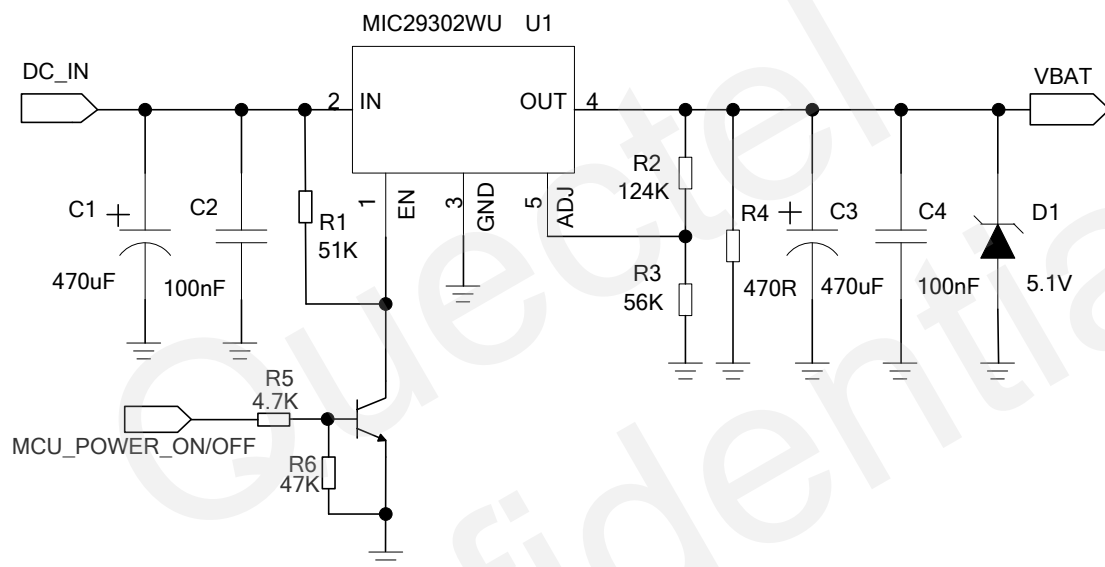 MIC29302WU U1
DC_IN
VBAT
2
IN
OUT
4
1
EN
3
GND
5
ADJ
C1
+
470uF
C2
100nF
R1
51K
R2
124K
R3
56K
R4
470R
+
C3
470uF
C4
100nF
D1
5.1V
R5
4.7K
MCU_POWER_ON/OFF
R6
47K
Quectel
Confidential